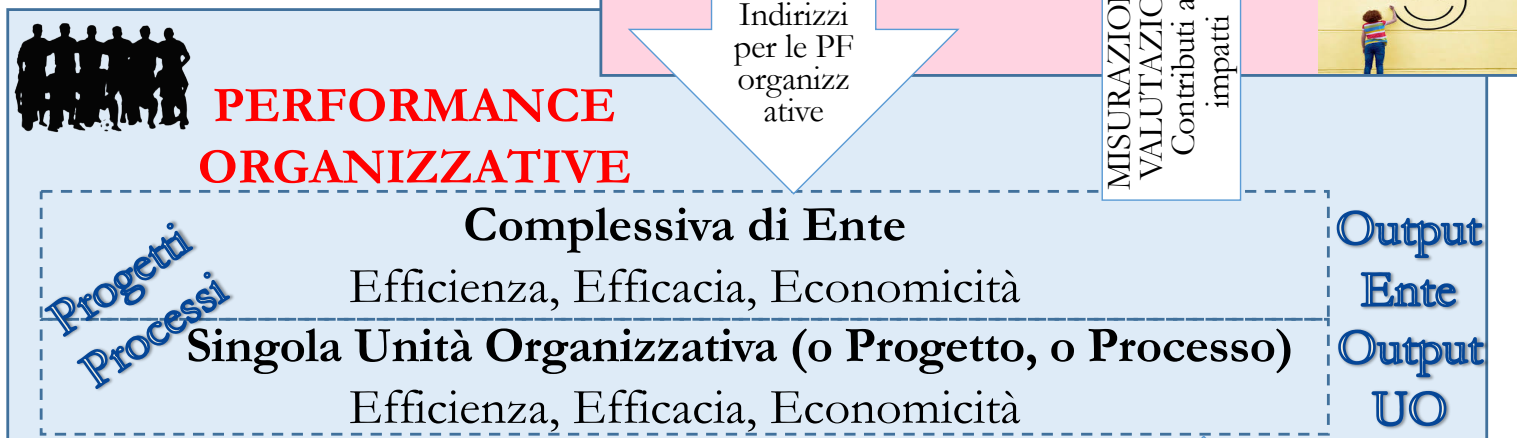 Indirizzi
per le PF
organizz
ative
VALUTAZIO
Contributi a
impatti
PERFORMANCE
ORGANIZZATIVE
Complessiva di Ente
Efficienza, Efficacia, Economicità
Progetti
Processi
Singola Unità Organizzativa (o Progetto, o Processo)
Efficienza, Efficacia, Economicità
Output
Ente
Output
UO